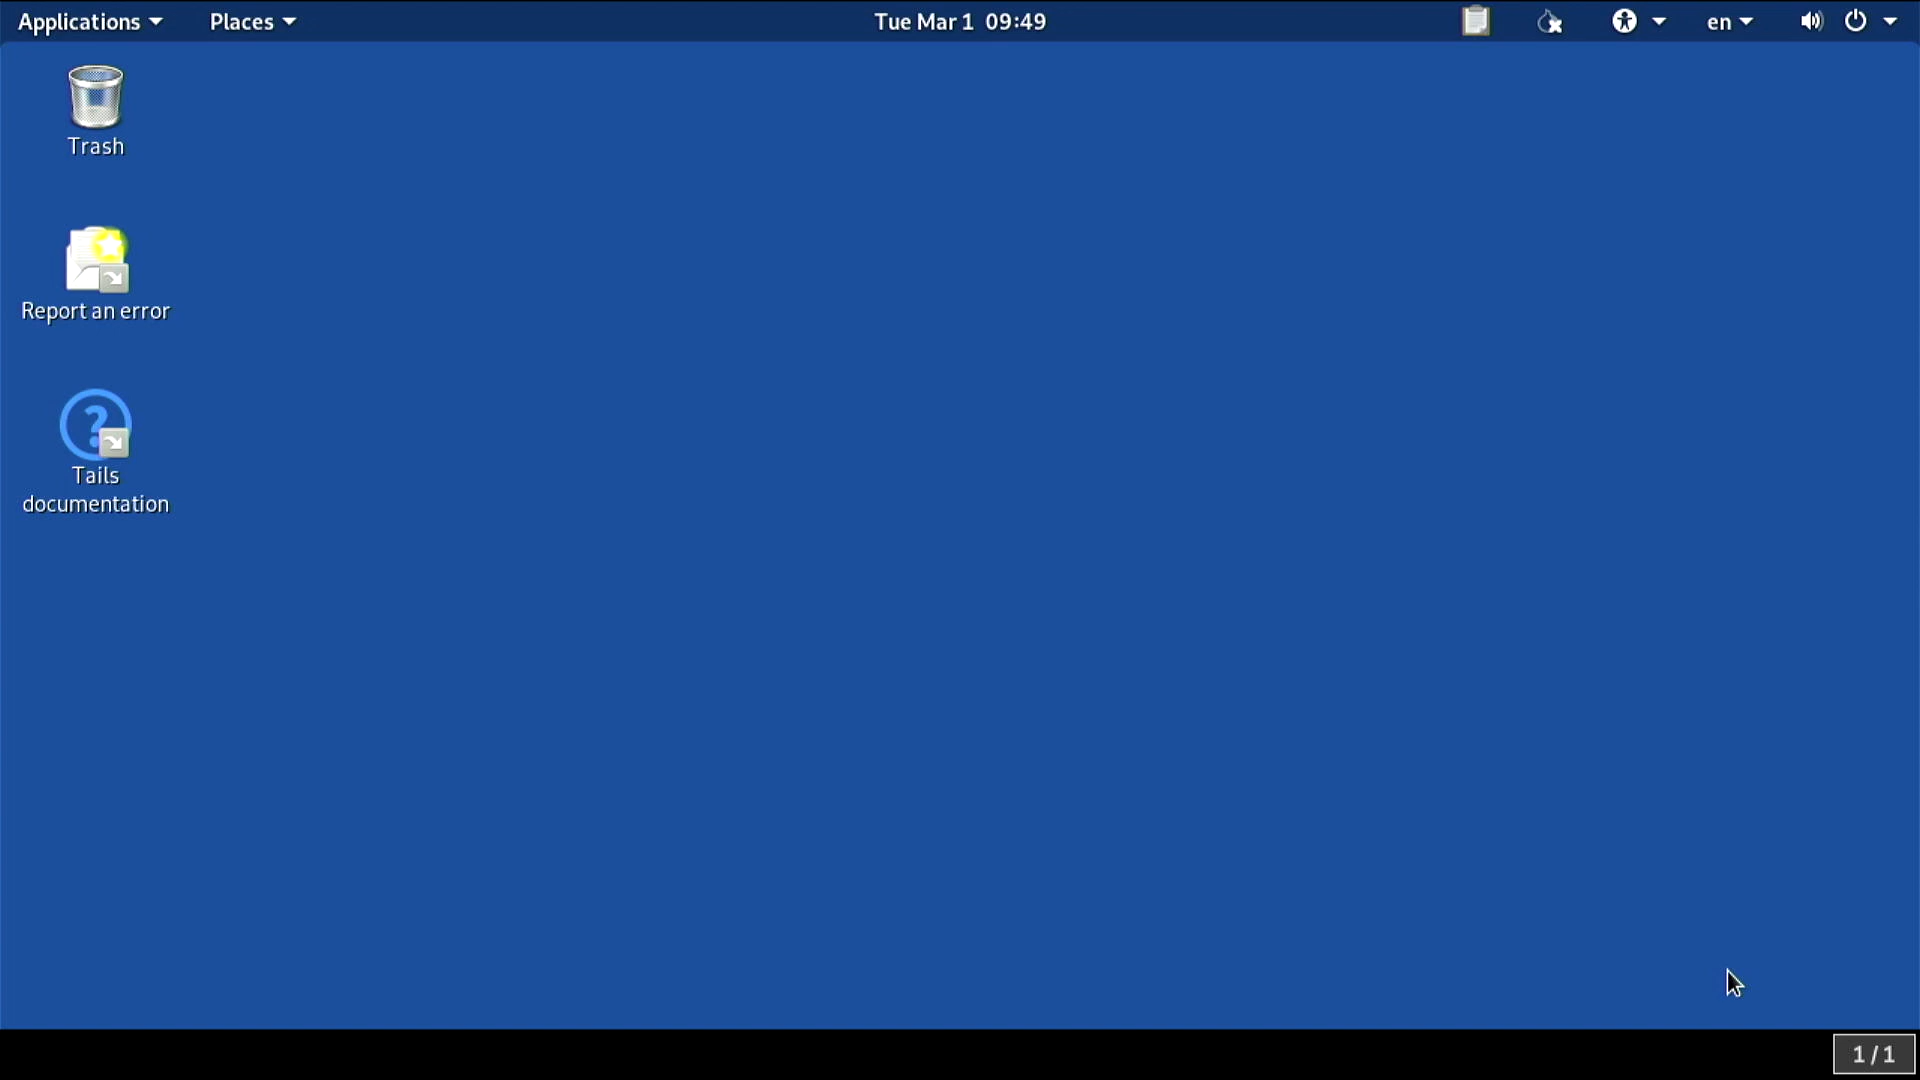 Applications Places Tue Mar 1 09:49 en
Trash
Report an error
Tails
documentation
1 / 1